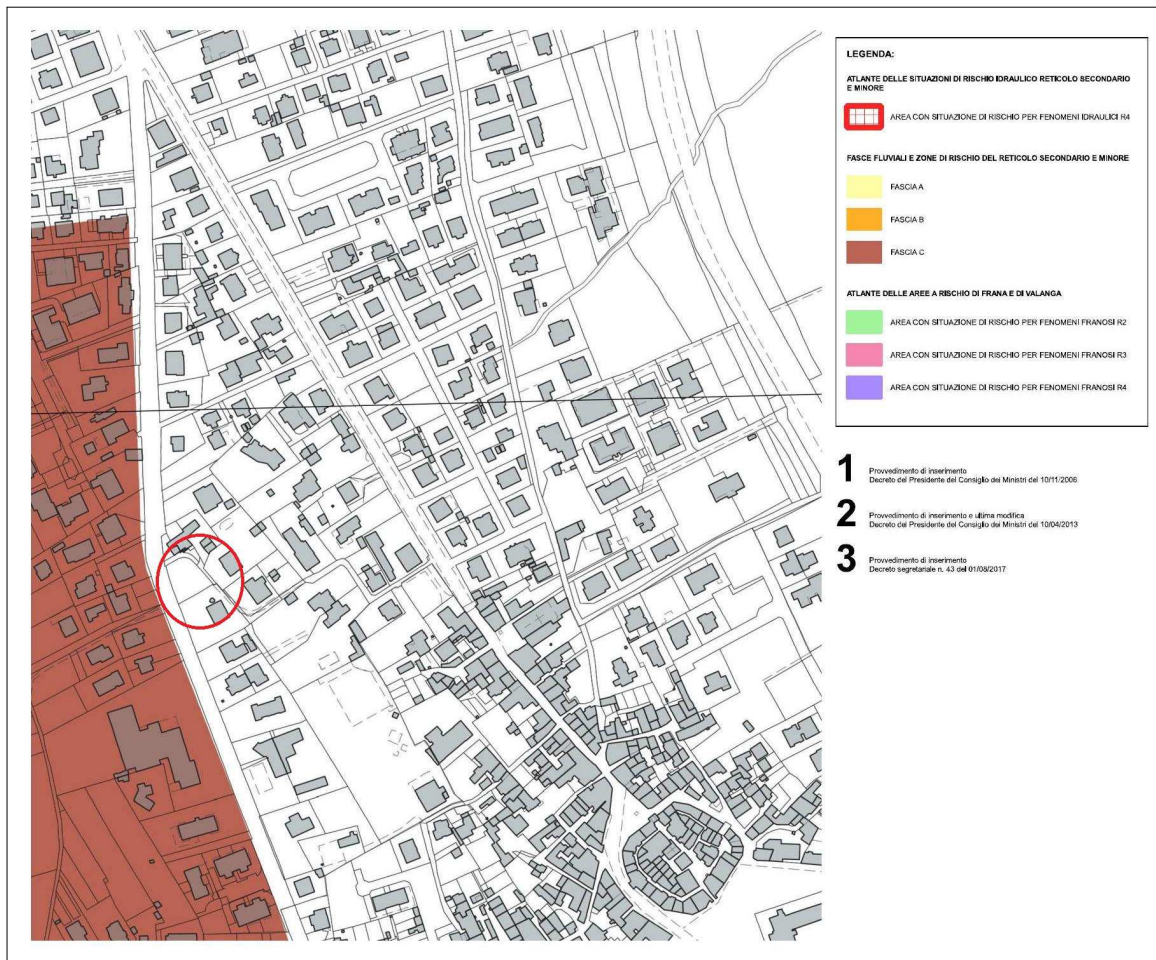 LEGENDA:
ATLANTE DELLE SITUAZIONI DI RISCHIO IDRAULICO RETICOLO SECONDARIO
E MINORE
AREA CON SITUAZIONE DI RISCHIO PER FENOMENI IDRAULICI R4
FASCE FLUVIALI E ZONE DI RISCHIO DEL RETICOLO SECONDARIO E MINORE
FASCIA A
FASCIA B
FASCIA C
ATLANTE DELLE AREE A RISCHIO DI FRANA E DI VALANGA
AREA CON SITUAZIONE DI RISCHIO PER FENOMENI FRANOSI R2
AREA CON SITUAZIONE DI RISCHIO PER FENOMENI FRANOSI R3
AREA CON SITUAZIONE DI RISCHIO PER FENOMENI FRANOSI R4
1
Provvedimento di inserimento
Decreto del Presidente del Consiglio dei Ministri del 10/11/2006
2
Provvedimento di inserimento e ultima modifica
Decreto del Presidente del Consiglio dei Ministri del 10/04/2013
3
Provvedimento di inserimento
Decreto segretariale n. 43 del 01/08/2017